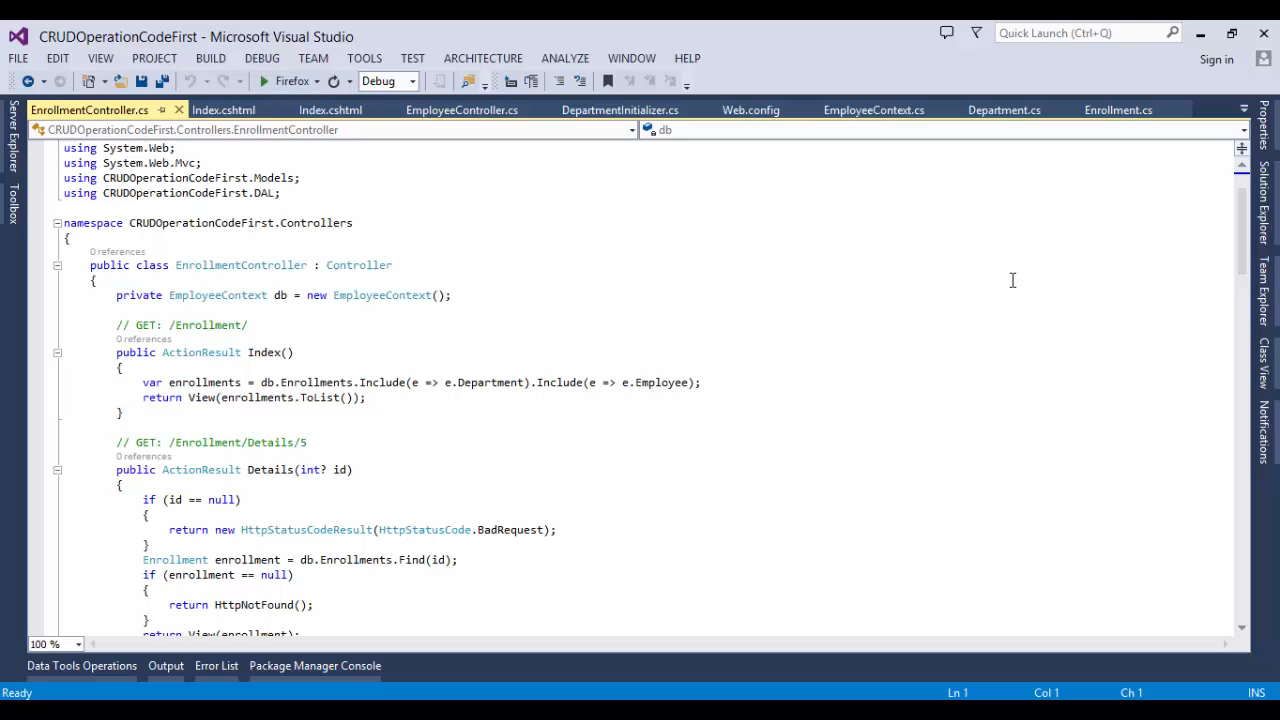 CRUDOperationCodeFirst - Microsoft Visual Studio
Quick Launch (Ctrl+Q)
FILE EDIT VIEW PROJECT BUILD DEBUG TEAM TOOLS TEST ARCHITECTURE ANALYZE WINDOW HELP
Sign in
Firefox Debug
EnrollmentController.cs Index.cshtml Index.cshtml EmployeeController.cs DepartmentInitializer.cs Web.config EmployeeContext.cs Department.cs Enrollment.cs
CRUDOperationCodeFirst.Controllers.EnrollmentController db
Server Explorer
Toolbox
using System.Web;
using System.Web.Mvc;
using CRUDOperationCodeFirst.Models;
using CRUDOperationCodeFirst.DAL;
namespace CRUDOperationCodeFirst.Controllers
{
0 references
public class EnrollmentController : Controller
{
private EmployeeContext db = new EmployeeContext();
// GET: /Enrollment/
0 references
public ActionResult Index()
{
var enrollments = db.Enrollments.Include(e => e.Department).Include(e => e.Employee);
return View(enrollments.ToList());
}
// GET: /Enrollment/Details/5
0 references
public ActionResult Details(int? id)
{
if (id == null)
{
return new HttpStatusCodeResult(HttpStatusCode.BadRequest);
}
Enrollment enrollment = db.Enrollments.Find(id);
if (enrollment == null)
{
return HttpNotFound();
}
return View(enrollment);
Properties
Solution Explorer
Team Explorer
Class View
Notifications
100 %
Data Tools Operations Output Error List Package Manager Console
Ready Ln 1 Col 1 Ch 1 INS